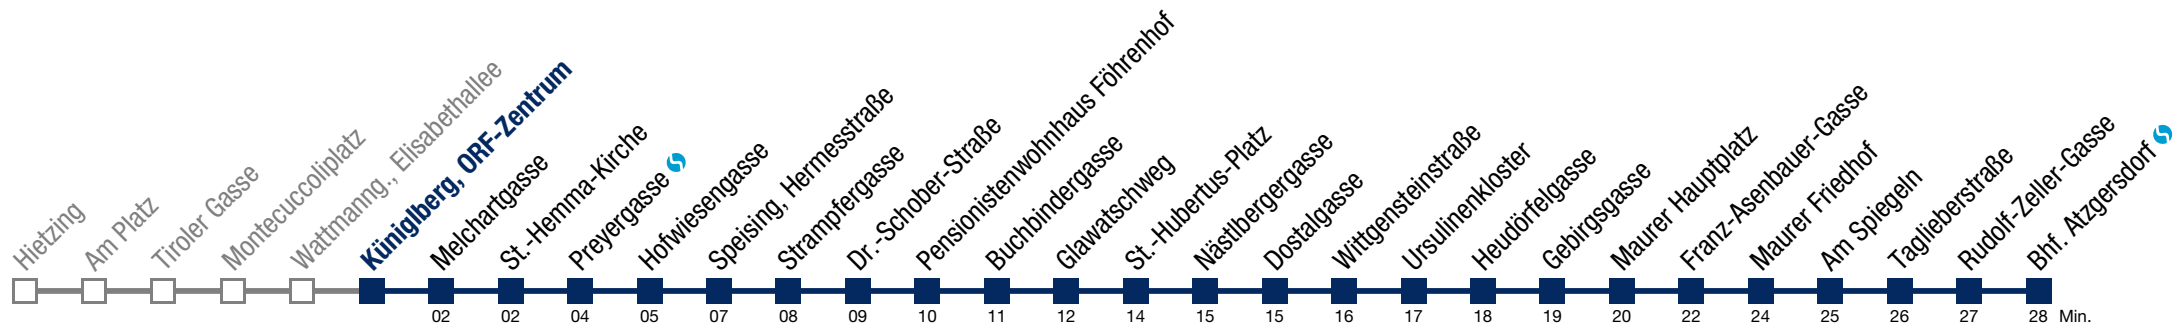 Hietzing
Am Platz
Tiroler Gasse
Montecuccoliplatz
Wattmanng., Elisabethallee
Küniglberg, ORF-Zentrum
Melchartgasse
St.-Hemma-Kirche
Preyergasse
Hofwiesengasse
Speising, Hermesstraße
Strampfergasse
Dr.-Schober-Straße
Pensionistenwohnhaus Föhrenhof
Buchbindergasse
Glawatschweg
St.-Hubertus-Platz
Nästlbergergasse
Dostalgasse
Wittgensteinstraße
Ursulinenkloster
Heudörfelgasse
Gebirgsgasse
Maurer Hauptplatz
Franz-Asenbauer-Gasse
Maurer Friedhof
Am Spiegeln
Taglieberstraße
Rudolf-Zeller-Gasse
Bhf. Atzgersdorf
02 02 04 05 07 08 09 10 11 12 14 15 15 16 17 18 19 20 22 24 25 26 27 28 Min.